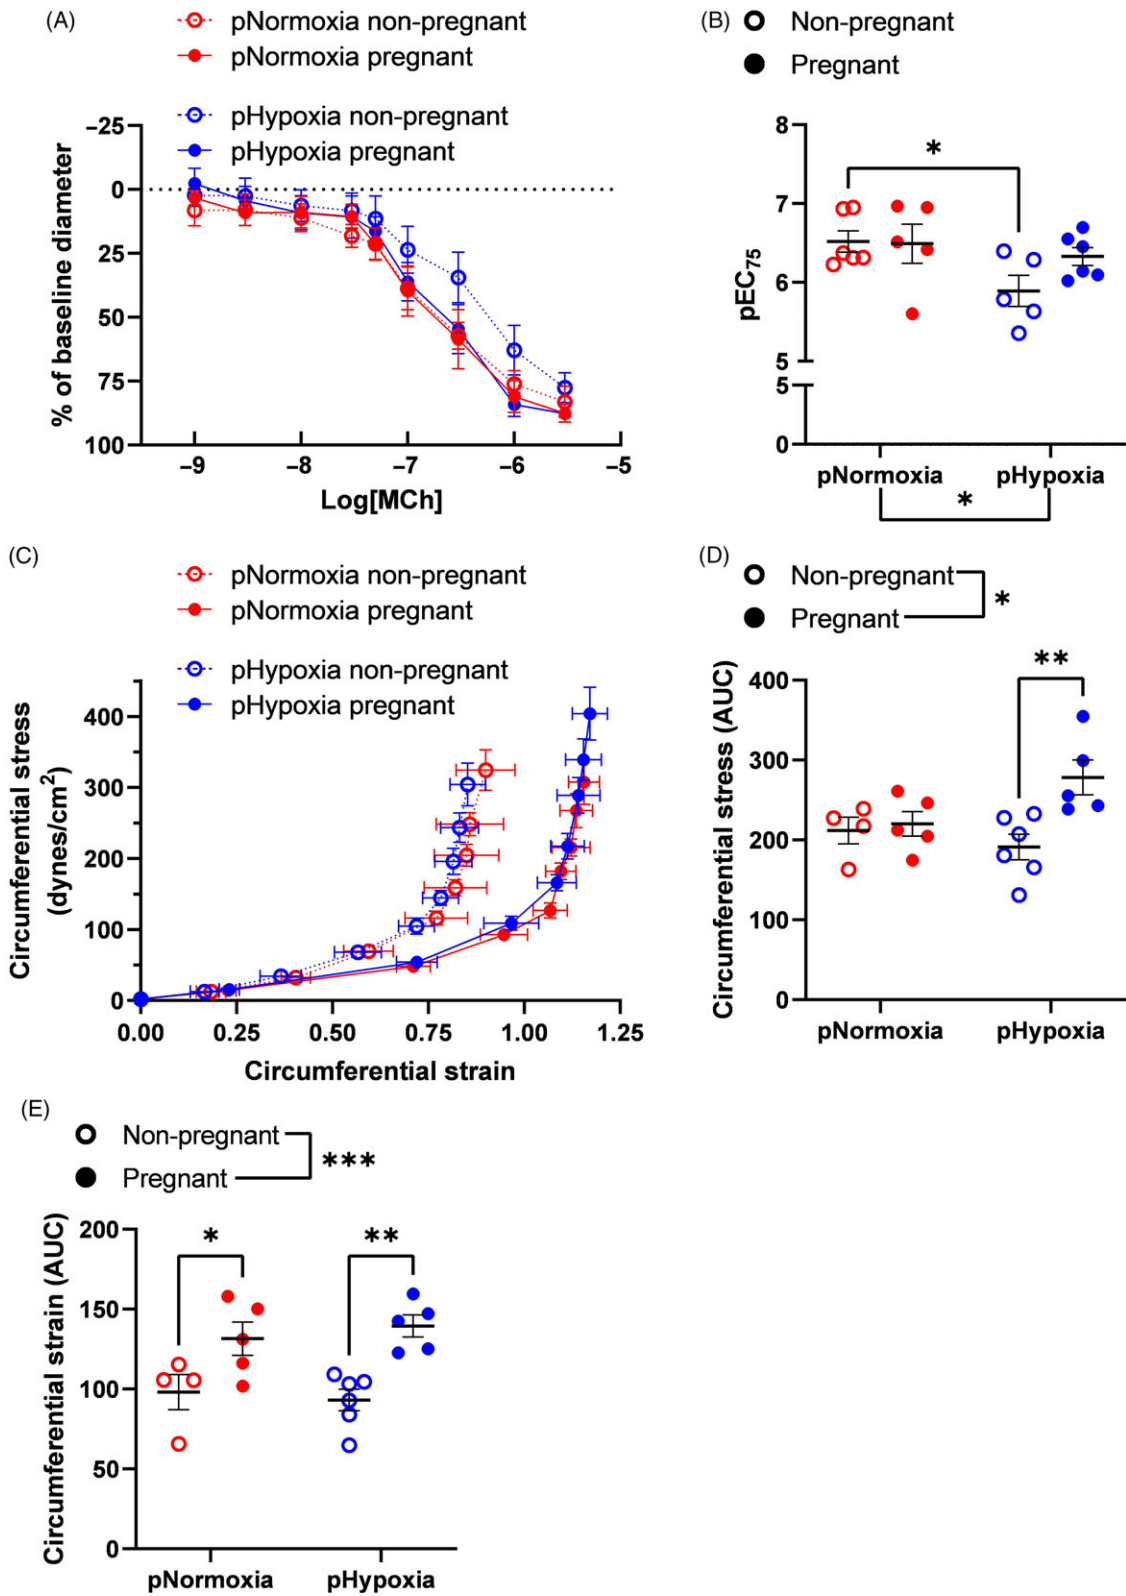 (A)
pNormoxia non-pregnant
pNormoxia pregnant
pHypoxia non-pregnant
pHypoxia pregnant
% of baseline diameter
−25
0
25
50
75
100
−9
−8
−7
−6
−5
Log[MCh]
(B)
Non-pregnant
Pregnant
pEC75
8
7
6
5
5
0
*
pNormoxia
pHypoxia
*
(C)
pNormoxia non-pregnant
pNormoxia pregnant
pHypoxia non-pregnant
pHypoxia pregnant
Circumferential stress
(dynes/cm²)
400
300
200
100
0
0.00
0.25
0.50
0.75
1.00
1.25
Circumferential strain
(D)
Non-pregnant
Pregnant
*
Circumferential stress (AUC)
400
300
200
100
0
**
pNormoxia
pHypoxia
(E)
Non-pregnant
Pregnant
***
Circumferential strain (AUC)
200
150
100
50
0
*
**
pNormoxia
pHypoxia